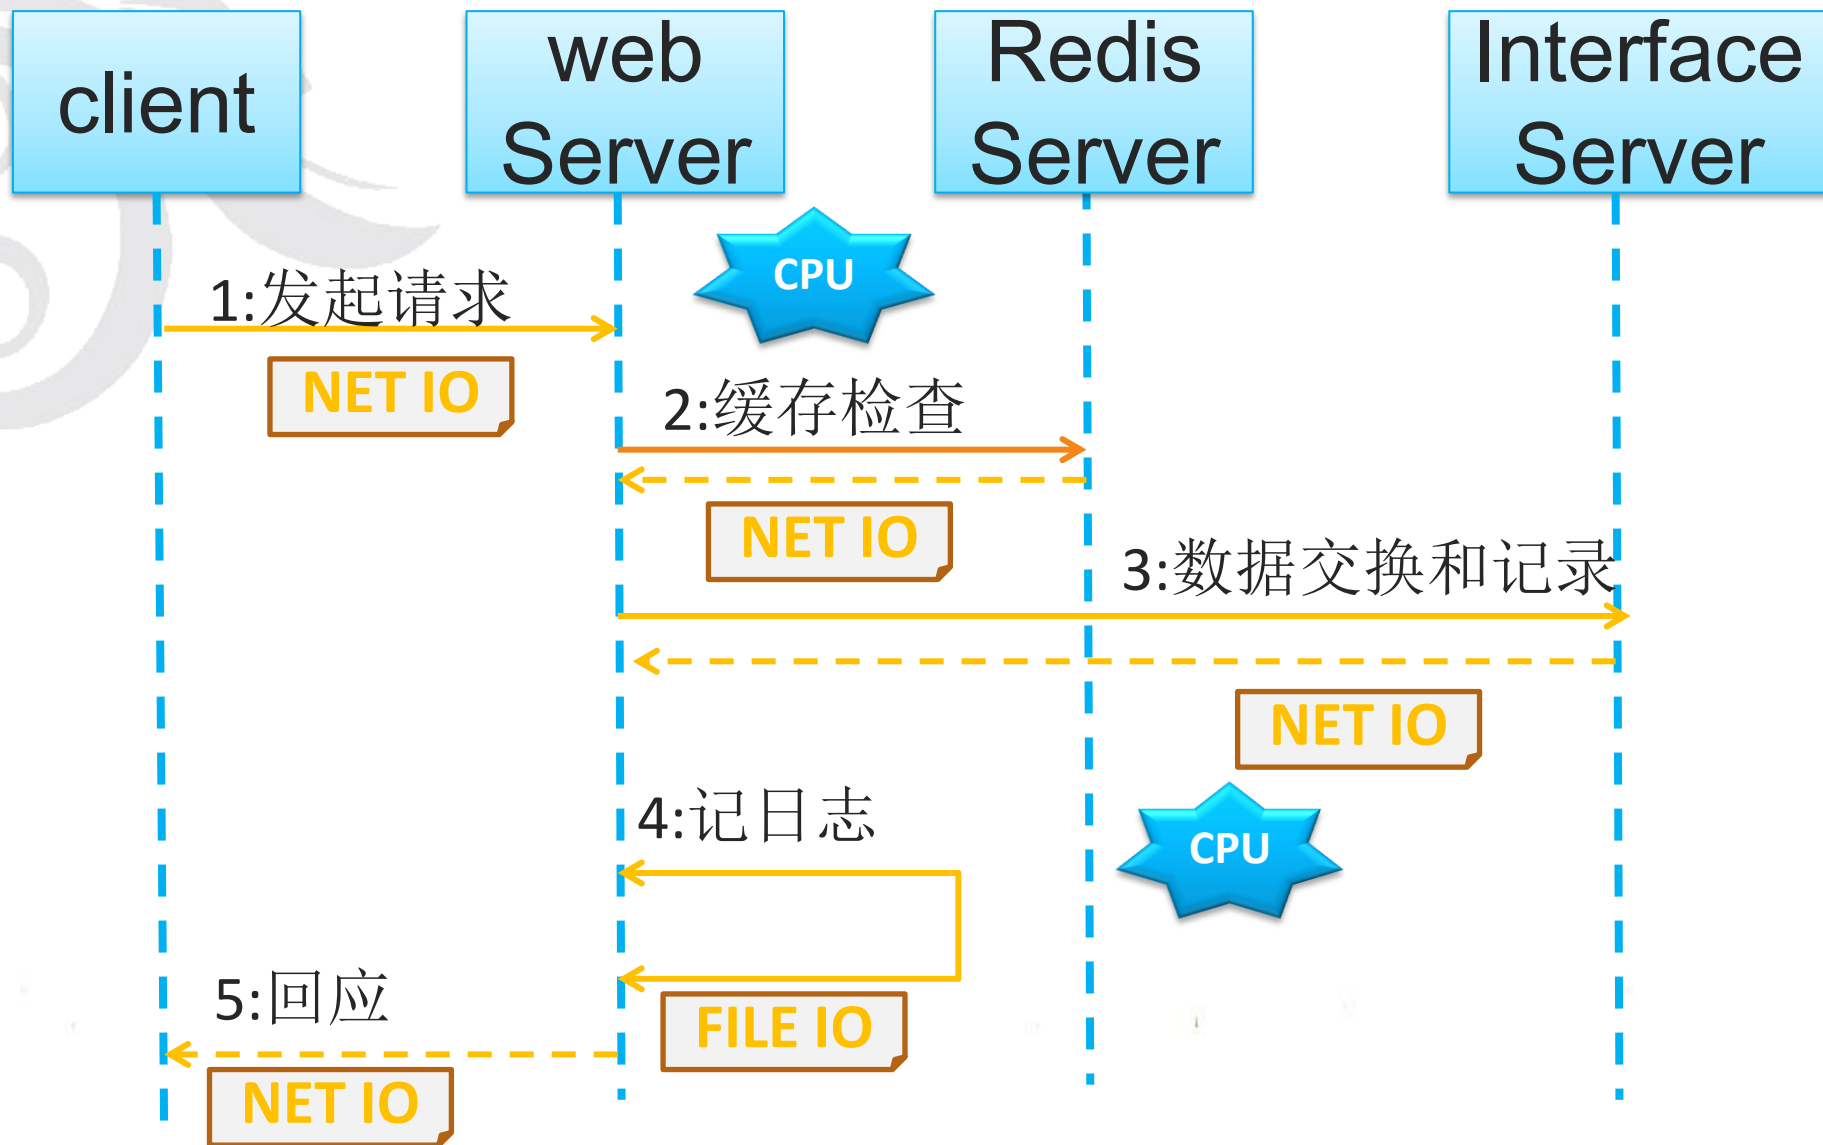 client
web
Server
Redis
Server
Interface
Server
CPU
1:发起请求
NET IO
2:缓存检查
NET IO
3:数据交换和记录
NET IO
4:记日志
CPU
5:回应
FILE IO
NET IO